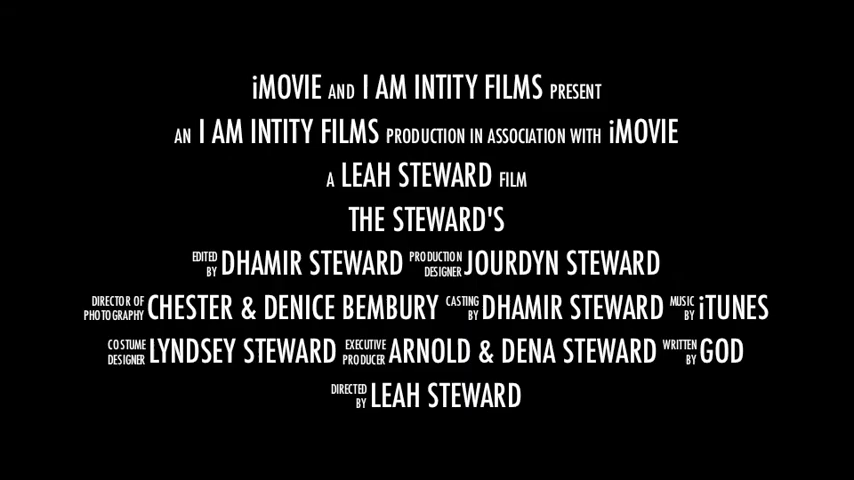 iMOVIE AND I AM INTITY FILMS PRESENT
AN I AM INTITY FILMS PRODUCTION IN ASSOCIATION WITH iMOVIE
A LEAH STEWARD FILM
THE STEWARD'S
EDITED BY DHAMIR STEWARD PRODUCTION DESIGNER JOURDYN STEWARD
DIRECTOR OF PHOTOGRAPHY CHESTER & DENICE BEMBURY CASTING BY DHAMIR STEWARD MUSIC BY iTUNES
COSTUME DESIGNER LYNDSEY STEWARD EXECUTIVE PRODUCER ARNOLD & DENA STEWARD WRITTEN BY GOD
DIRECTED BY LEAH STEWARD